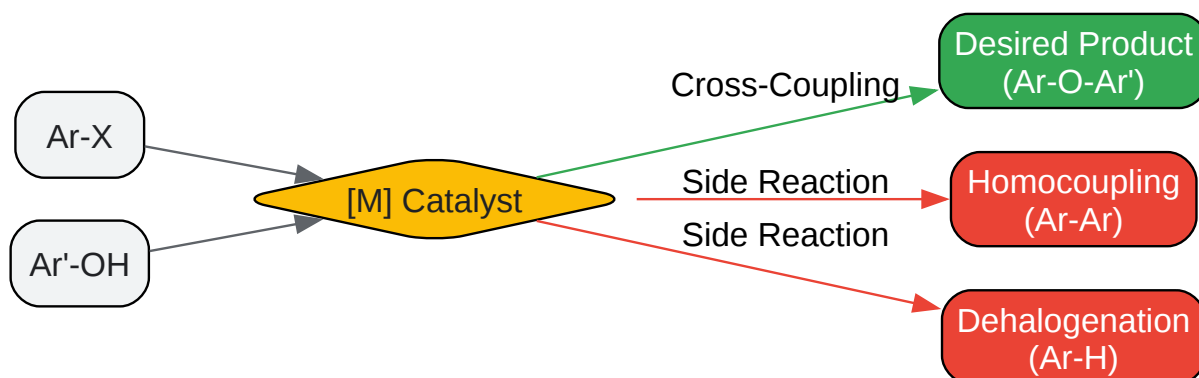 Ar-X
Ar'-OH
[M] Catalyst
Cross-Coupling
Side Reaction
Side Reaction
Desired Product
(Ar-O-Ar')
Homocoupling
(Ar-Ar)
Dehalogenation
(Ar-H)